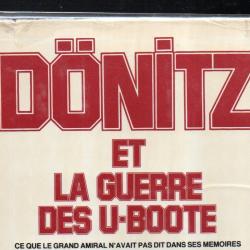 DÖNITZ
ET
LA GUERRE
DES U-BOOTE
CE QUE LE GRAND AMIRAL N'AVAIT PAS DIT DANS SES MEMOIRES